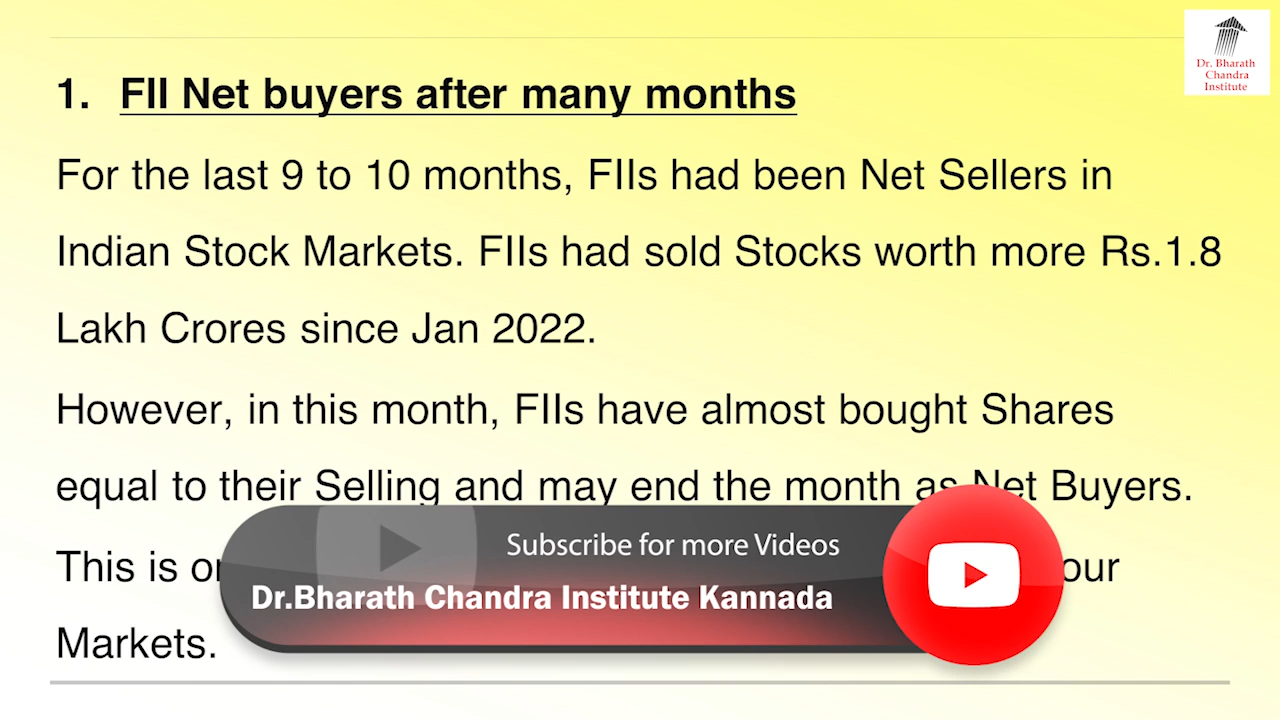 Dr. Bharath
Chandra
Institute
1. FII Net buyers after many months
For the last 9 to 10 months, FIIs had been Net Sellers in
Indian Stock Markets. FIIs had sold Stocks worth more Rs.1.8
Lakh Crores since Jan 2022.
However, in this month, FIIs have almost bought Shares
equal to their Selling and may end the month as Net Buyers.
This is our
Markets.
Subscribe for more Videos
Dr.Bharath Chandra Institute Kannada